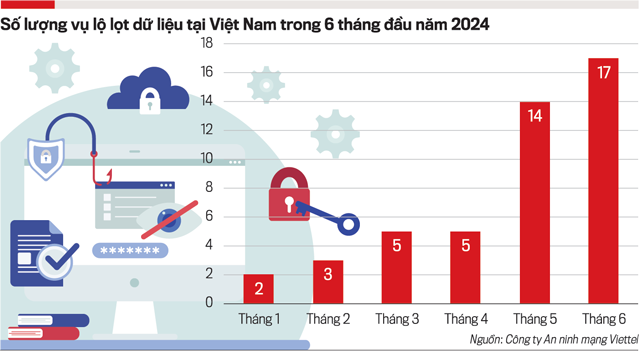 Số lượng vụ lộ lọt dữ liệu tại Việt Nam trong 6 tháng đầu năm 2024
18
16
14
12
10
8
6
4
2
0
2
3
5
5
14
17
Tháng 1
Tháng 2
Tháng 3
Tháng 4
Tháng 5
Tháng 6
*******
Nguồn: Công ty An ninh mạng Viettel